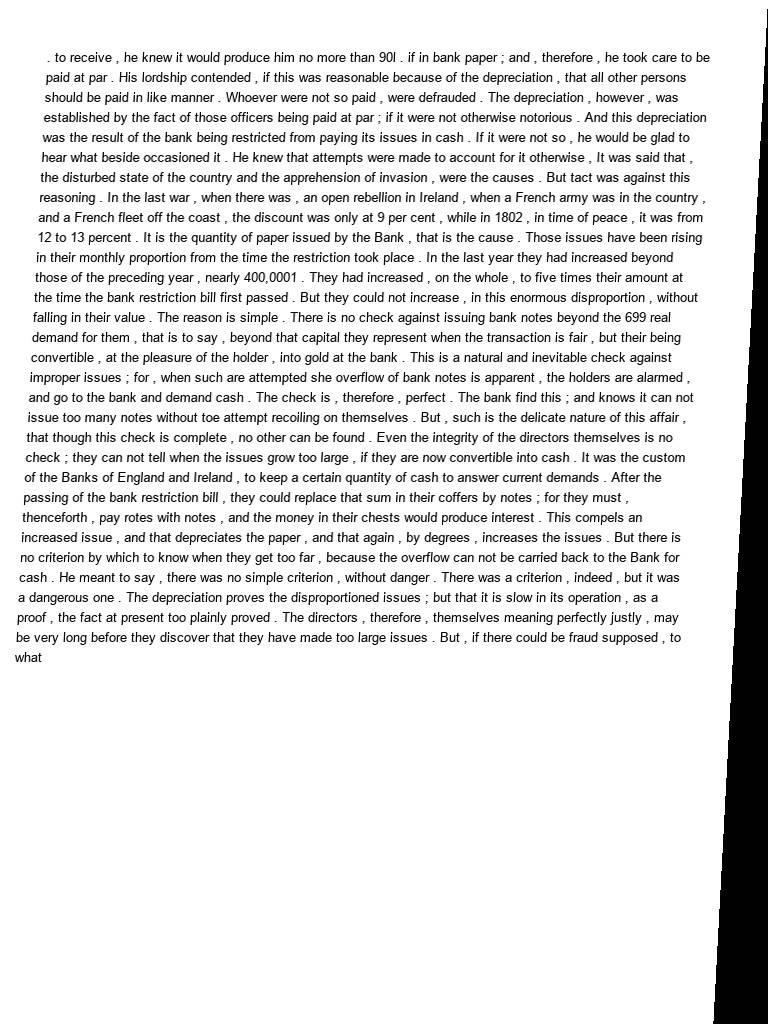 . to receive , he knew it would produce him no more than 90l . if in bank paper ; and , therefore , he took care to be
paid at par . His lordship contended , if this was reasonable because of the depreciation , that all other persons
should be paid in like manner . Whoever were not so paid , were defrauded . The depreciation , however , was
established by the fact of those officers being paid at par ; if it were not otherwise notorious . And this depreciation
was the result of the bank being restricted from paying its issues in cash . If it were not so , he would be glad to
hear what beside occasioned it . He knew that attempts were made to account for it otherwise , It was said that ,
the disturbed state of the country and the apprehension of invasion , were the causes . But tact was against this
reasoning . In the last war , when there was , an open rebellion in Ireland , when a French army was in the country ,
and a French fleet off the coast , the discount was only at 9 per cent , while in 1802 , in time of peace , it was from
12 to 13 percent . It is the quantity of paper issued by the Bank , that is the cause . Those issues have been rising
in their monthly proportion from the time the restriction took place . In the last year they had increased beyond
those of the preceding year , nearly 400,0001 . They had increased , on the whole , to five times their amount at
the time the bank restriction bill first passed . But they could not increase , in this enormous disproportion , without
falling in their value . The reason is simple . There is no check against issuing bank notes beyond the 699 real
demand for them , that is to say , beyond that capital they represent when the transaction is fair , but their being
convertible , at the pleasure of the holder , into gold at the bank . This is a natural and inevitable check against
improper issues ; for , when such are attempted she overflow of bank notes is apparent , the holders are alarmed ,
and go to the bank and demand cash . The check is , therefore , perfect . The bank find this ; and knows it can not
issue too many notes without toe attempt recoiling on themselves . But , such is the delicate nature of this affair ,
that though this check is complete , no other can be found . Even the integrity of the directors themselves is no
check ; they can not tell when the issues grow too large , if they are now convertible into cash . It was the custom
of the Banks of England and Ireland , to keep a certain quantity of cash to answer current demands . After the
passing of the bank restriction bill , they could replace that sum in their coffers by notes ; for they must ,
thenceforth , pay rotes with notes , and the money in their chests would produce interest . This compels an
increased issue , and that depreciates the paper , and that again , by degrees , increases the issues . But there is
no criterion by which to know when they get too far , because the overflow can not be carried back to the Bank for
cash . He meant to say , there was no simple criterion , without danger . There was a criterion , indeed , but it was
a dangerous one . The depreciation proves the disproportioned issues ; but that it is slow in its operation , as a
proof , the fact at present too plainly proved . The directors , therefore , themselves meaning perfectly justly , may
be very long before they discover that they have made too large issues . But , if there could be fraud supposed , to
what